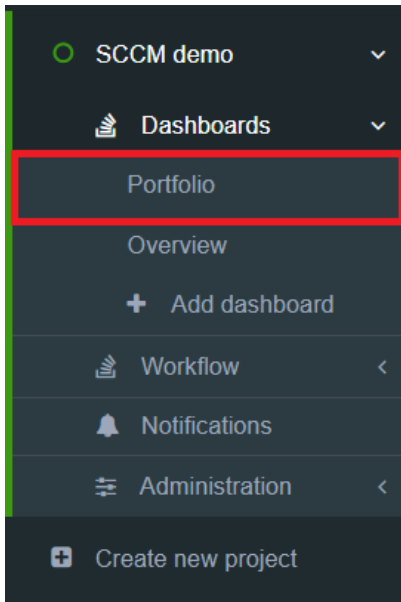 SCCM demo
Dashboards
Portfolio
Overview
Add dashboard
Workflow
Notifications
Administration
Create new project